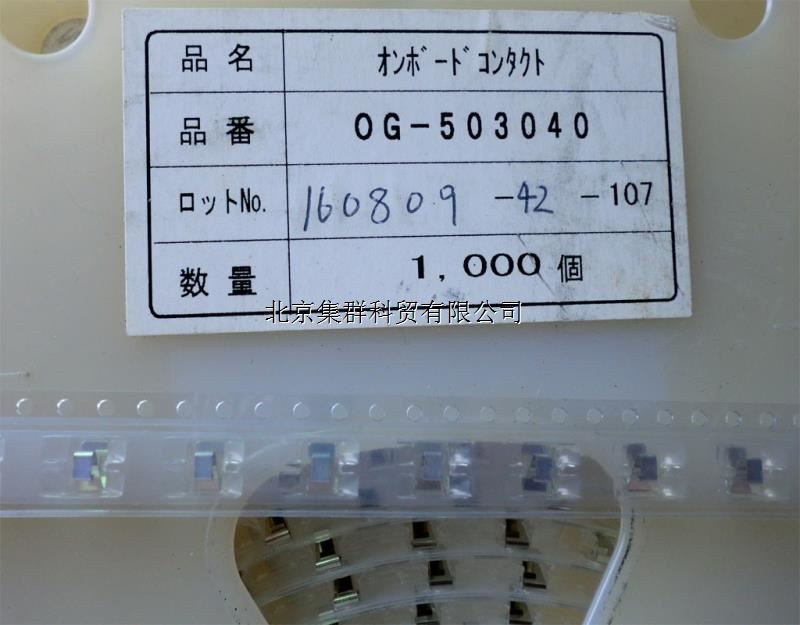 品名 オンボードコンタクト
品番 OG-503040
ロットNo. 160809 -42 -107
数量 1,000個
北京集群科贸有限公司